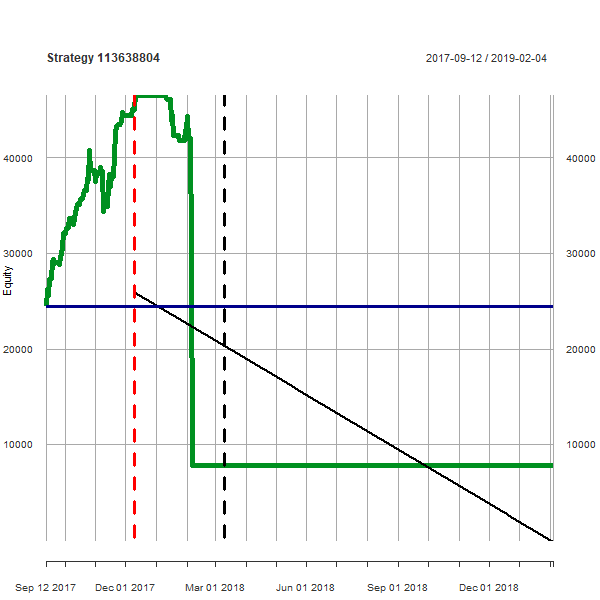 Strategy 113638804 2017-09-12 / 2019-02-04
40000 40000
30000 30000
Equity
20000 20000
10000 10000
Sep 12 2017 Dec 01 2017 Mar 01 2018 Jun 01 2018 Sep 01 2018 Dec 01 2018